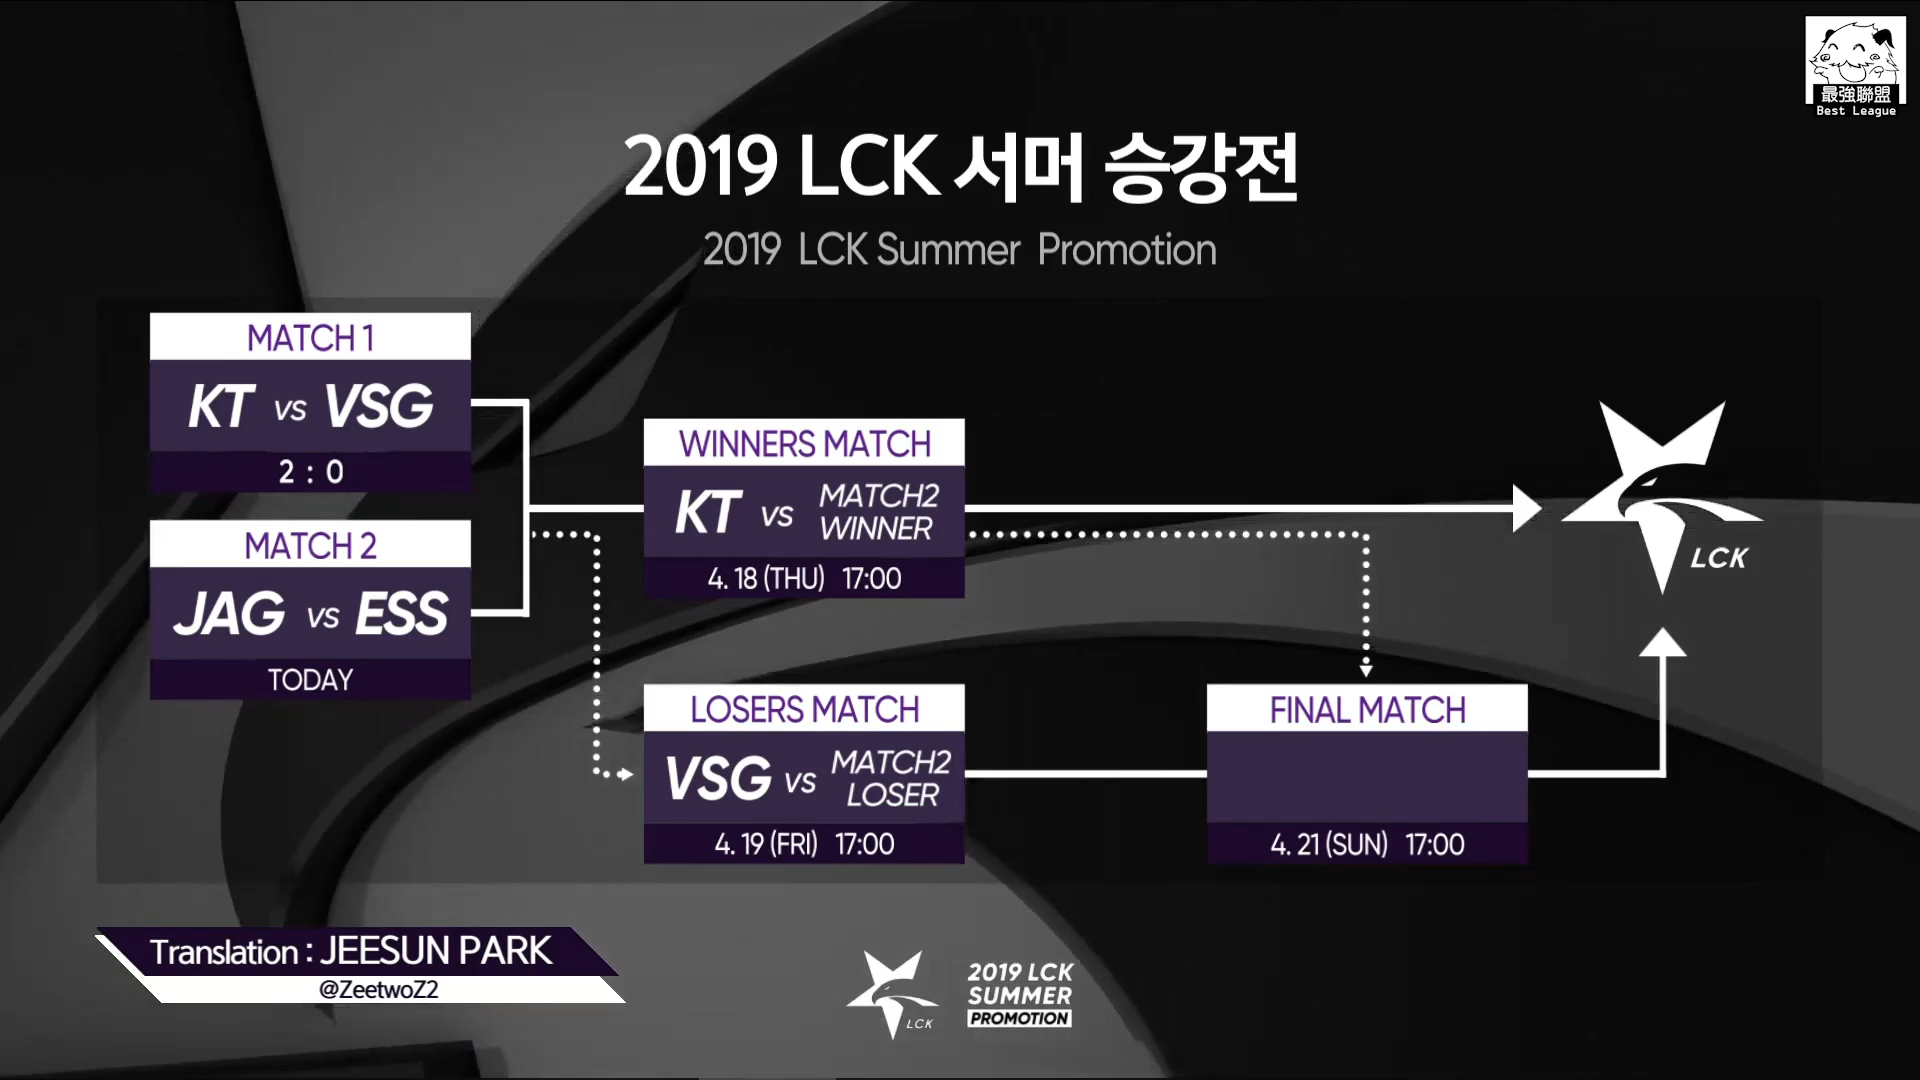 最強聯盟
Best League
2019 LCK 서머 승강전
2019 LCK Summer Promotion
MATCH 1
KT vs VSG
2 : 0
MATCH 2
JAG vs ESS
TODAY
WINNERS MATCH
KT vs MATCH2 WINNER
4. 18 (THU) 17:00
LOSERS MATCH
VSG vs MATCH2 LOSER
4. 19 (FRI) 17:00
FINAL MATCH
4. 21 (SUN) 17:00
LCK
Translation : JEESUN PARK
@ZeetwoZ2
LCK
2019 LCK
SUMMER
PROMOTION